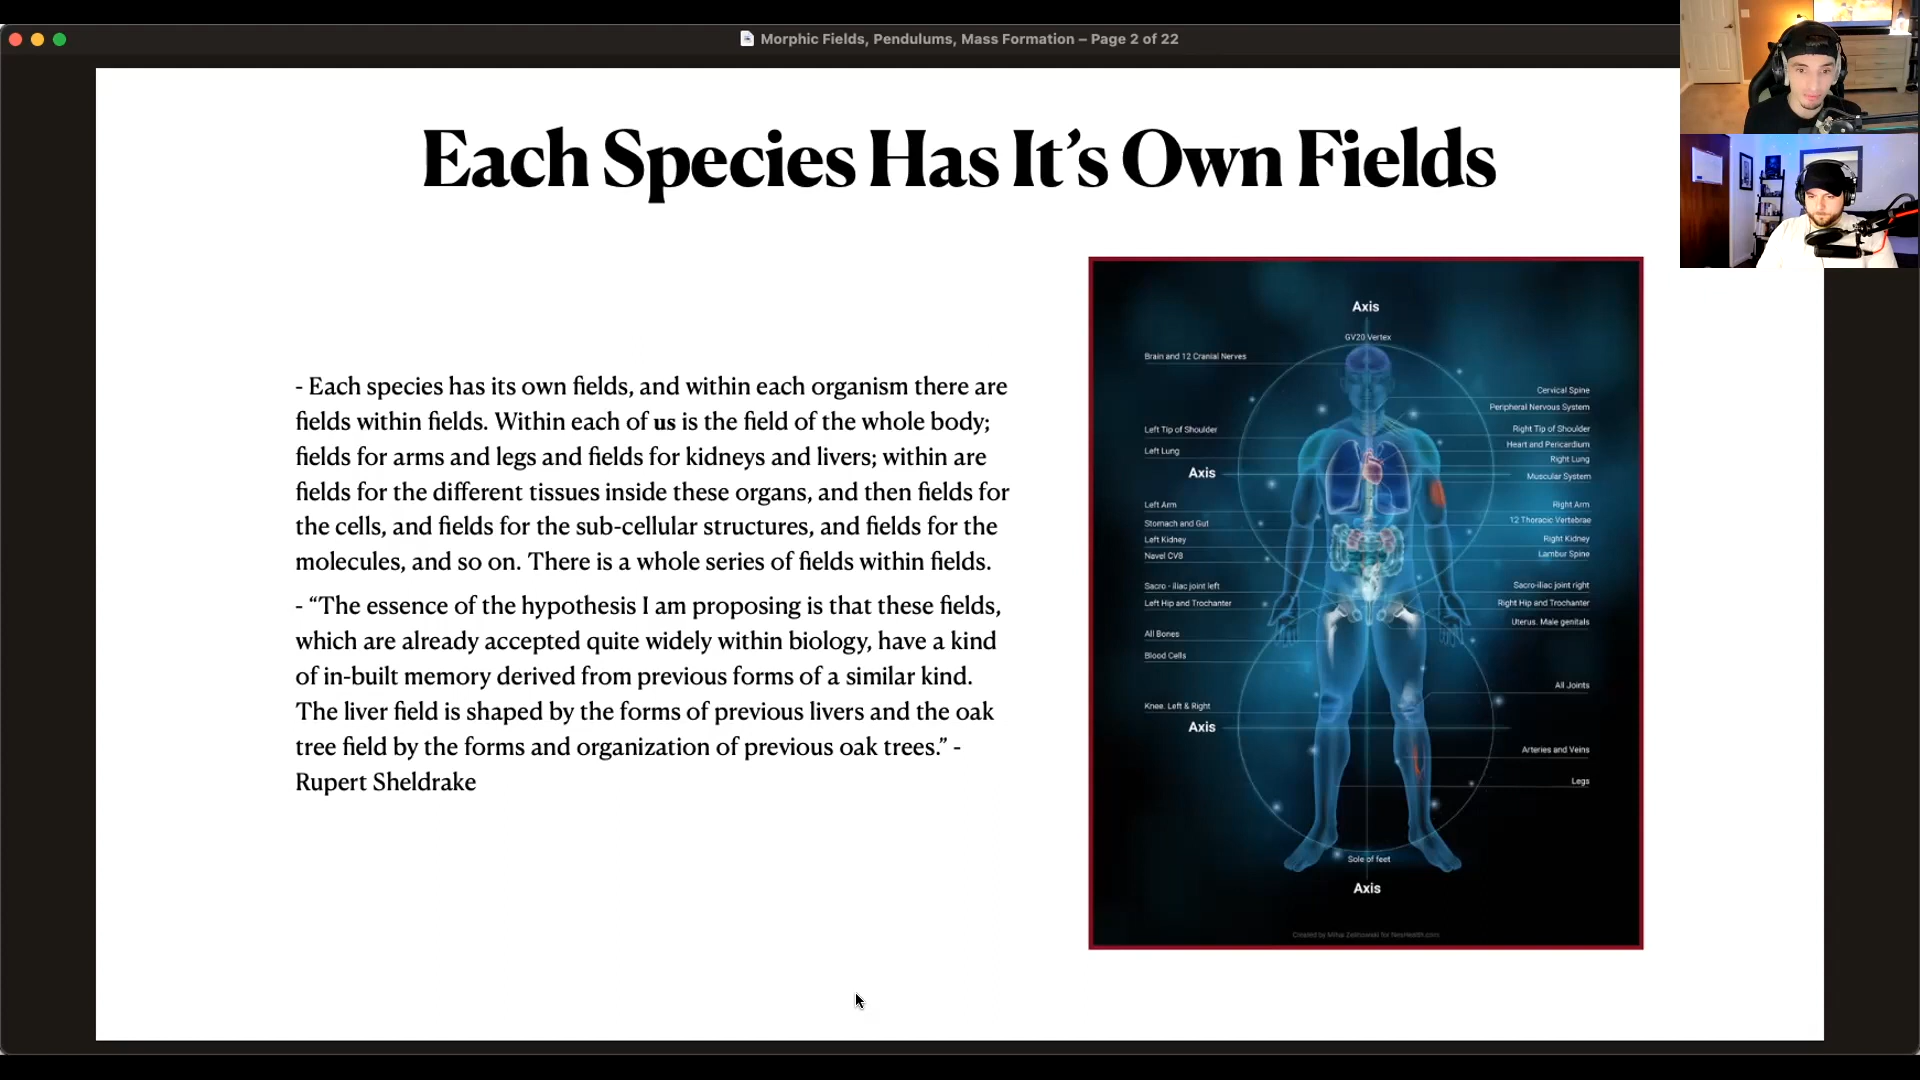 Morphic Fields, Pendulums, Mass Formation – Page 2 of 22
Each Species Has It’s Own Fields
- Each species has its own fields, and within each organism there are
fields within fields. Within each of us is the field of the whole body;
fields for arms and legs and fields for kidneys and livers; within are
fields for the different tissues inside these organs, and then fields for
the cells, and fields for the sub-cellular structures, and fields for the
molecules, and so on. There is a whole series of fields within fields.
- “The essence of the hypothesis I am proposing is that these fields,
which are already accepted quite widely within biology, have a kind
of in-built memory derived from previous forms of a similar kind.
The liver field is shaped by the forms of previous livers and the oak
tree field by the forms and organization of previous oak trees.” -
Rupert Sheldrake
Axis
GV20 Vertex
Brain and 12 Cranial Nerves
Cervical Spine
Peripheral Nervous System
Left Tip of Shoulder
Right Tip of Shoulder
Heart and Pericardium
Left Lung
Right Lung
Axis
Muscular System
Left Arm
Right Arm
Stomach and Gut
12 Thoracic Vertebrae
Left Kidney
Right Kidney
Navel CV8
Lambur Spine
Sacro - iliac joint left
Sacro-iliac joint right
Left Hip and Trochanter
Right Hip and Trochanter
Uterus. Male genitals
All Bones
Blood Cells
All Joints
Knee. Left & Right
Axis
Arteries and Veins
Legs
Sole of feet
Axis
Created by
for